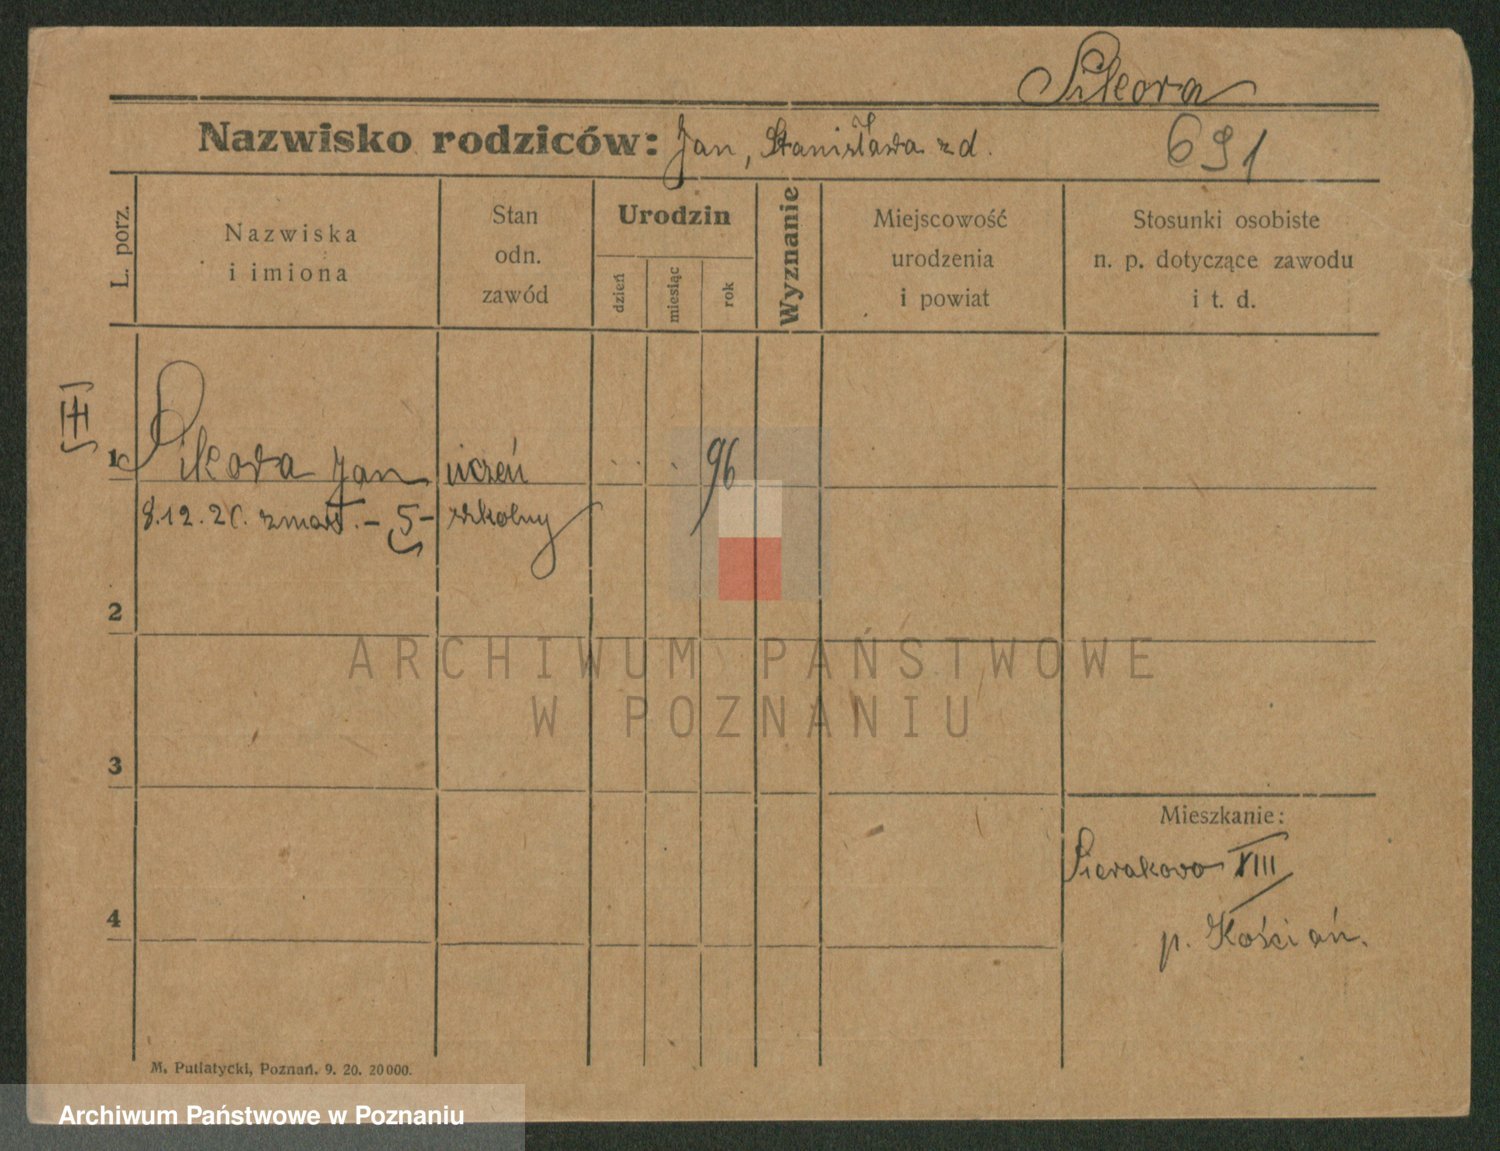 Sikora
Nazwisko rodziców: Jan, Stanisława zd.
691
L. porz.
Nazwiska
i imiona
Stan
odn.
zawód
Urodzin
dzień
miesiąc
rok
Wyznanie
Miejscowość
urodzenia
i powiat
Stosunki osobiste
n. p. dotyczące zawodu
i t. d.
1
Sikora Jan
uczeń
96
8.12.20. zmarł. - 5 -
szkolny
2
ARCHIWUM PAŃSTWOWE
W POZNANIU
3
Mieszkanie:
Sierakowo XIII
4
p. Kościan.
M. Putiatycki, Poznań. 9. 20. 20000.
Archiwum Państwowe w Poznaniu